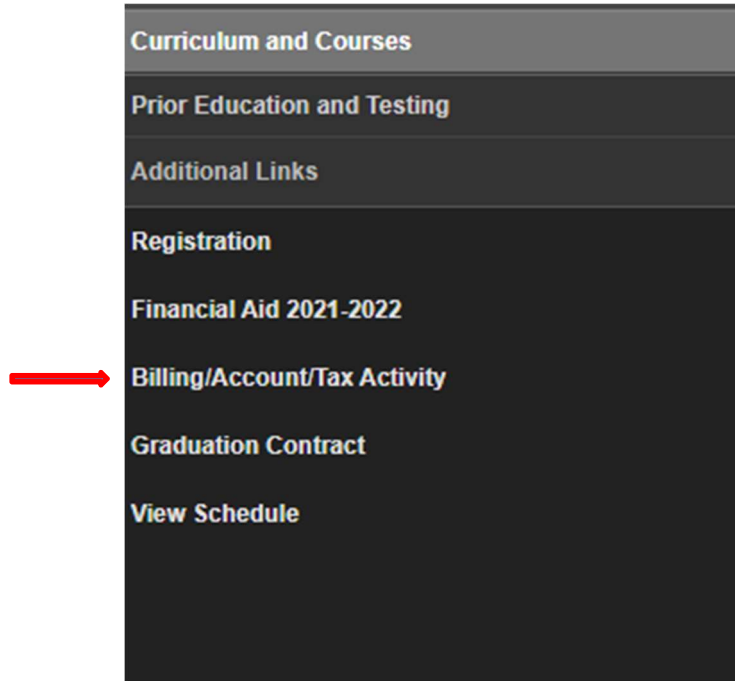 Curriculum and Courses
Prior Education and Testing
Additional Links
Registration
Financial Aid 2021-2022
Billing/Account/Tax Activity
Graduation Contract
View Schedule